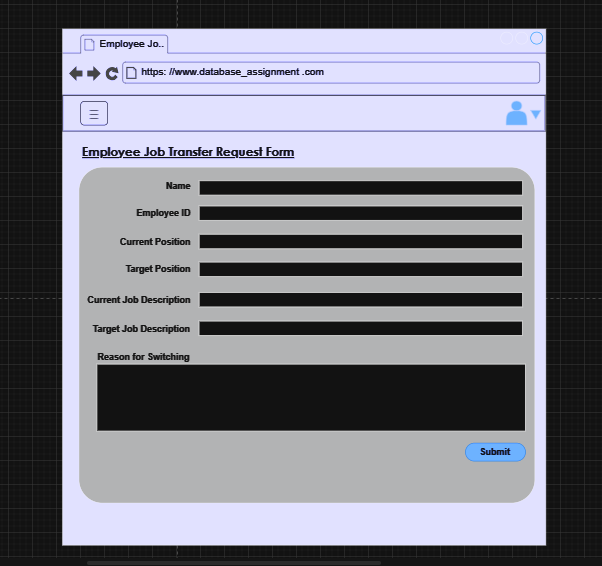 Employee Jo..
https: //www.database_assignment .com
Employee Job Transfer Request Form
Name
Employee ID
Current Position
Target Position
Current Job Description
Target Job Description
Reason for Switching
Submit